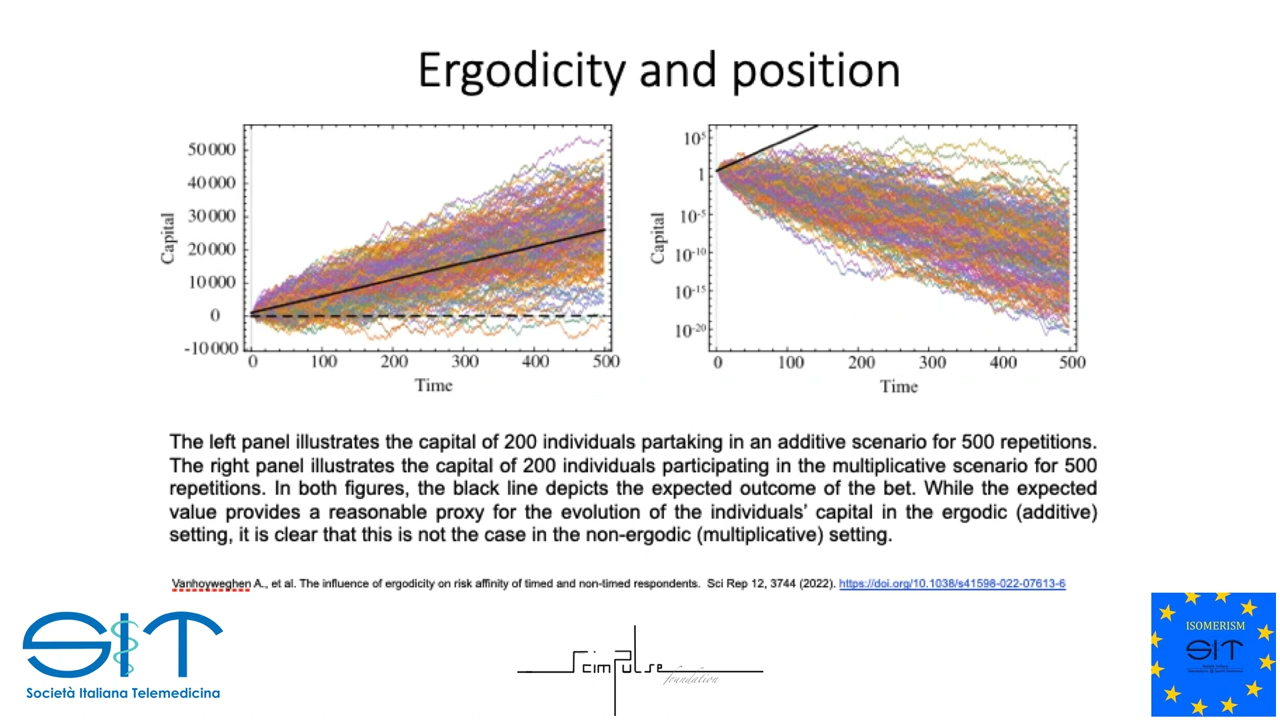 Ergodicity and position
50000
40000
30000
20000
10000
0
-10000
Capital
0 100 200 300 400 500
Time
10⁵
1
10⁻⁵
10⁻¹⁰
10⁻¹⁵
10⁻²⁰
Capital
0 100 200 300 400 500
Time
The left panel illustrates the capital of 200 individuals partaking in an additive scenario for 500 repetitions.
The right panel illustrates the capital of 200 individuals participating in the multiplicative scenario for 500
repetitions. In both figures, the black line depicts the expected outcome of the bet. While the expected
value provides a reasonable proxy for the evolution of the individuals' capital in the ergodic (additive)
setting, it is clear that this is not the case in the non-ergodic (multiplicative) setting.
Vanhoyweghen A., et al. The influence of ergodicity on risk affinity of timed and non-timed respondents. Sci Rep 12, 3744 (2022). https://doi.org/10.1038/s41598-022-07613-6
SIT
Società Italiana Telemedicina
scimpulse
foundation
ISOMERISM
SIT